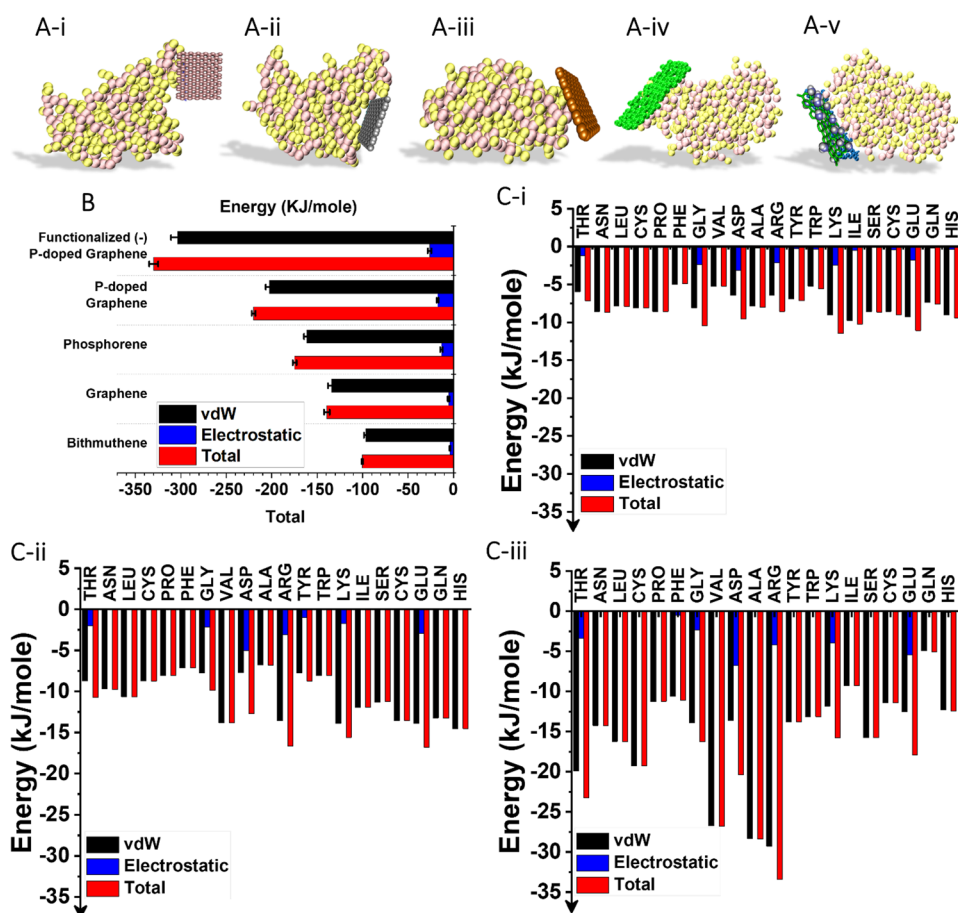 A-i A-ii A-iii A-iv A-v
B
Energy (KJ/mole)
Functionalized (-)
P-doped Graphene
P-doped
Graphene
Phosphorene
Graphene
Bithmuthene
vdW
Electrostatic
Total
-350 -300 -250 -200 -150 -100 -50 0
Total
C-i
Energy (kJ/mole)
5
0
-5
-10
-15
-20
-25
-30
-35
THR ASN LEU CYS PRO PHE GLY VAL ASP ALA ARG TYR TRP LYS ILE SER CYS GLU GLN HIS
vdW
Electrostatic
Total
C-ii
Energy (kJ/mole)
5
0
-5
-10
-15
-20
-25
-30
-35
THR ASN LEU CYS PRO PHE GLY VAL ASP ALA ARG TYR TRP LYS ILE SER CYS GLU GLN HIS
vdW
Electrostatic
Total
C-iii
Energy (kJ/mole)
5
0
-5
-10
-15
-20
-25
-30
-35
THR ASN LEU CYS PRO PHE GLY VAL ASP ALA ARG TYR TRP LYS ILE SER CYS GLU GLN HIS
vdW
Electrostatic
Total